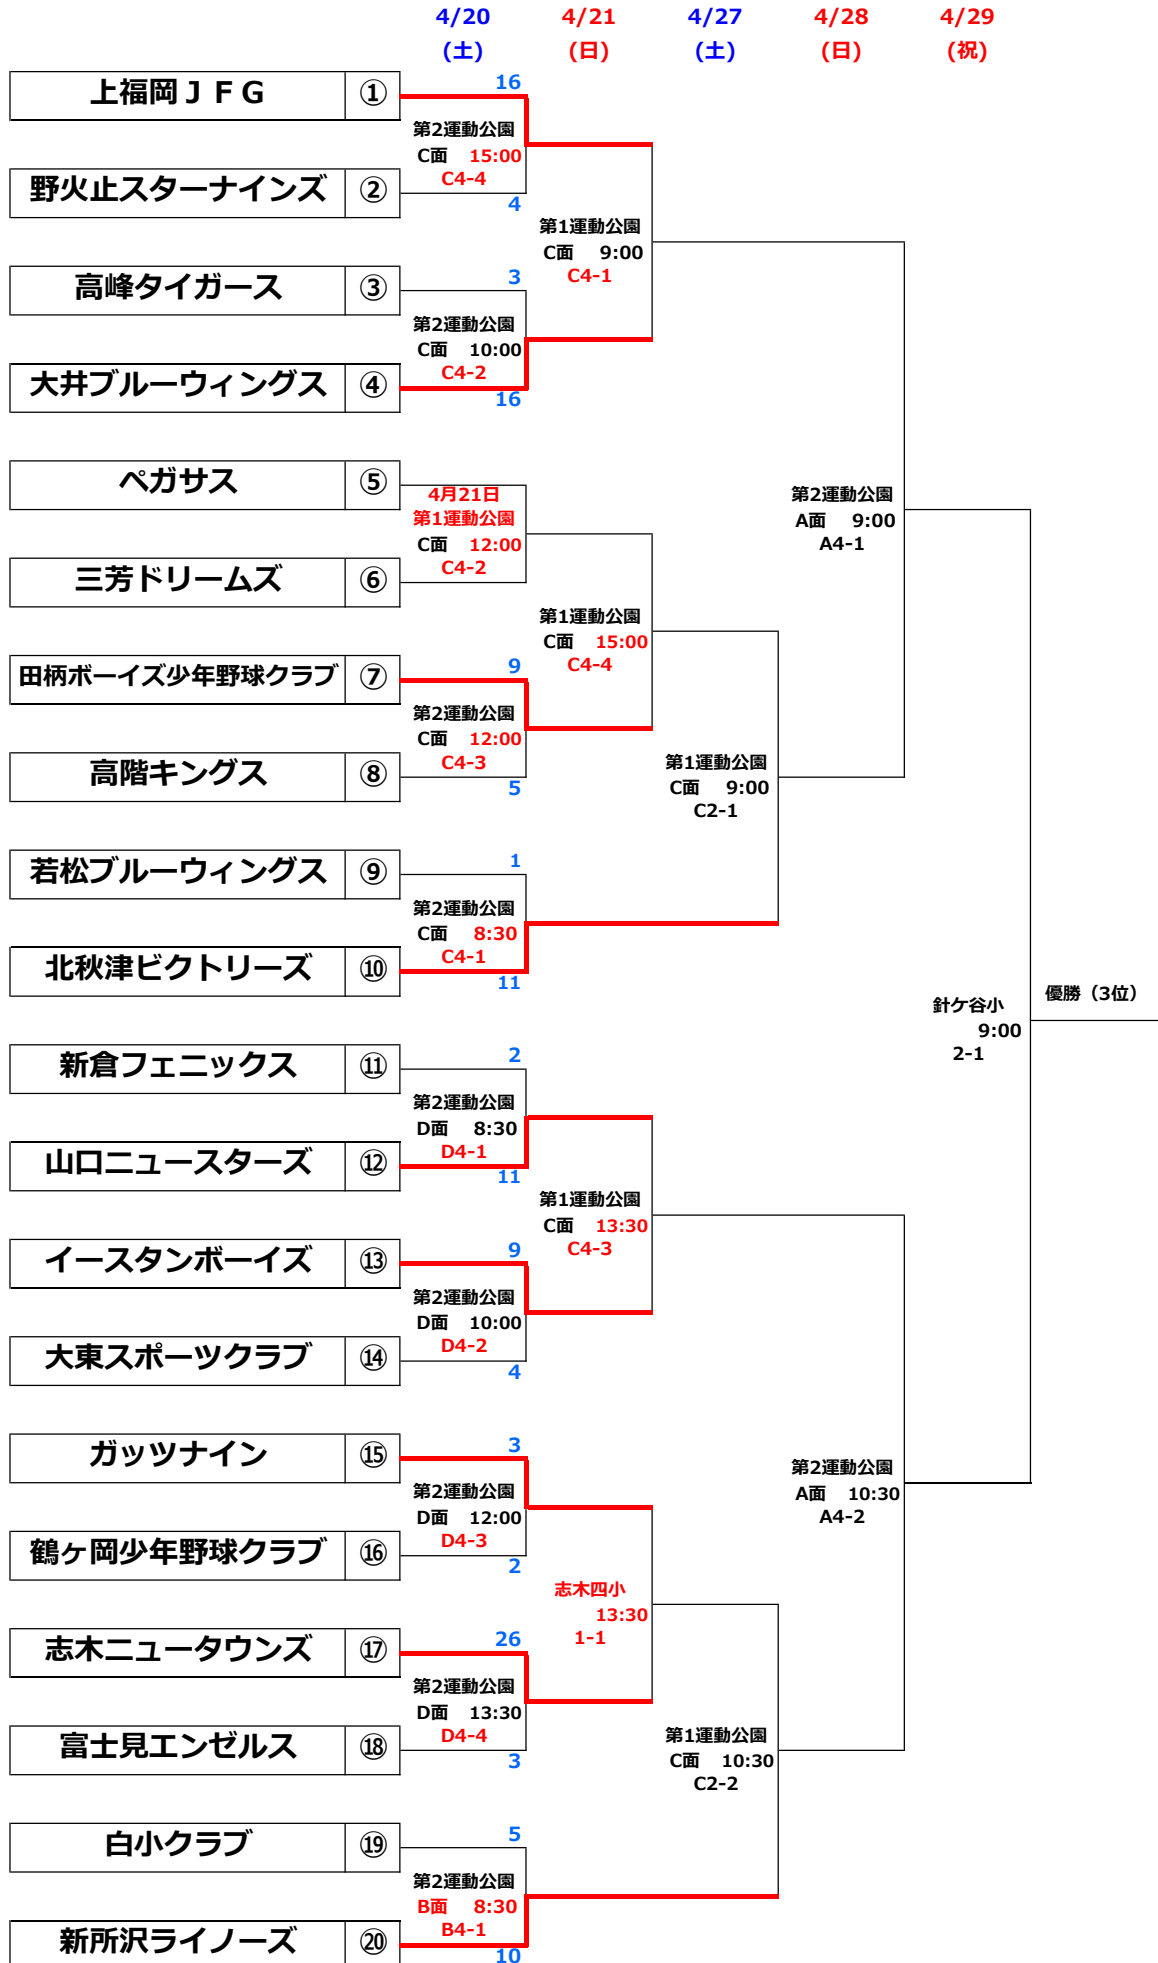 4/20 4/21 4/27 4/28 4/29
(土) (日) (土) (日) (祝)
上福岡ＪＦＧ ①
16
第2運動公園
C面 15:00
C4-4
野火止スターナインズ ②
4
第1運動公園
C面 9:00
C4-1
高峰タイガース ③
3
第2運動公園
C面 10:00
C4-2
大井ブルーウィングス ④
16
ペガサス ⑤
4月21日
第1運動公園
C面 12:00
C4-2
三芳ドリームズ ⑥
第2運動公園
A面 9:00
A4-1
第1運動公園
C面 15:00
C4-4
田柄ボーイズ少年野球クラブ ⑦
9
第2運動公園
C面 12:00
C4-3
高階キングス ⑧
5
第1運動公園
C面 9:00
C2-1
若松ブルーウィングス ⑨
1
第2運動公園
C面 8:30
C4-1
北秋津ビクトリーズ ⑩
11
針ケ谷小
9:00
2-1
優勝（3位）
新倉フェニックス ⑪
2
第2運動公園
D面 8:30
D4-1
山口ニュースターズ ⑫
11
第1運動公園
C面 13:30
C4-3
イースタンボーイズ ⑬
9
第2運動公園
D面 10:00
D4-2
大東スポーツクラブ ⑭
4
ガッツナイン ⑮
3
第2運動公園
D面 12:00
D4-3
鶴ヶ岡少年野球クラブ ⑯
2
第2運動公園
A面 10:30
A4-2
志木四小
13:30
1-1
志木ニュータウンズ ⑰
26
第2運動公園
D面 13:30
D4-4
富士見エンゼルス ⑱
3
第1運動公園
C面 10:30
C2-2
白小クラブ ⑲
5
第2運動公園
B面 8:30
B4-1
新所沢ライノーズ ⑳
10